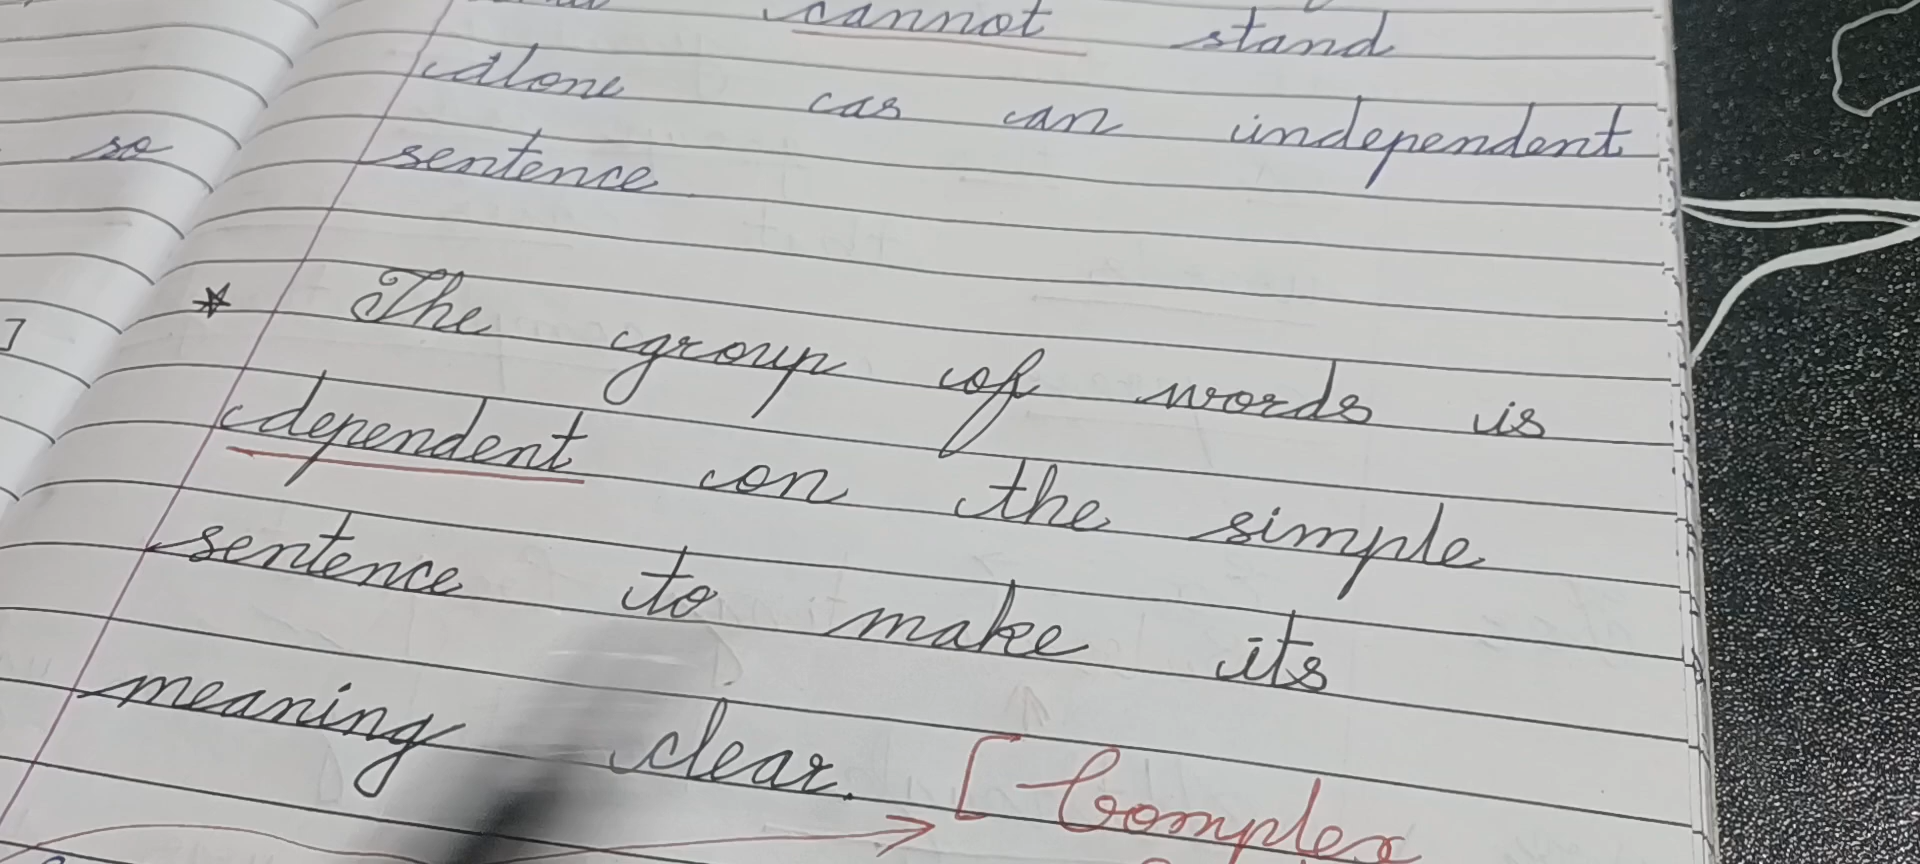 cannot stand
alone as an independent
so sentence
* The group of words is
]
dependent on the simple
sentence to make its
meaning clear. [Complex